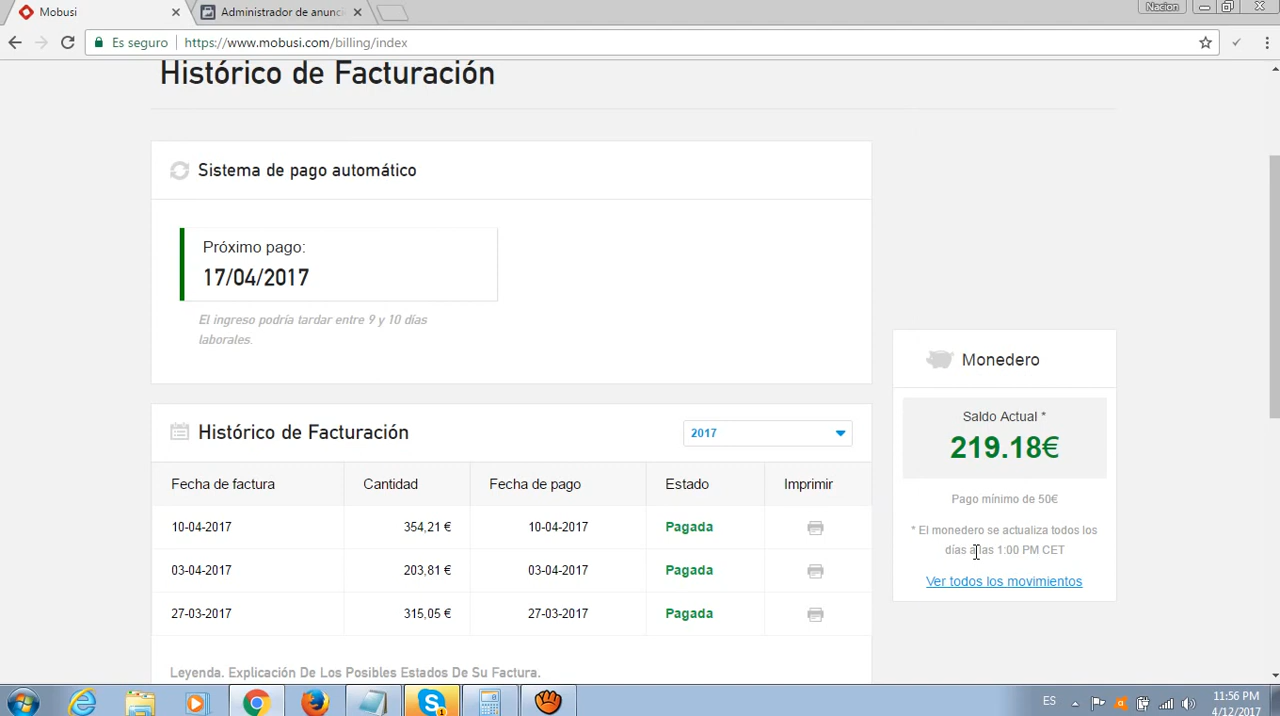 Mobusi
Administrador de anunci
Nacion
Es seguro
https://www.mobusi.com/billing/index
Histórico de Facturación
Sistema de pago automático
Próximo pago:
17/04/2017
El ingreso podría tardar entre 9 y 10 días
laborales.
Monedero
Saldo Actual *
219.18€
Pago mínimo de 50€
* El monedero se actualiza todos los
días a las 1:00 PM CET
Ver todos los movimientos
Histórico de Facturación
2017
Fecha de factura Cantidad Fecha de pago Estado Imprimir
10-04-2017 354,21 € 10-04-2017 Pagada
03-04-2017 203,81 € 03-04-2017 Pagada
27-03-2017 315,05 € 27-03-2017 Pagada
Leyenda. Explicación De Los Posibles Estados De Su Factura.
ES
11:56 PM
4/12/2017